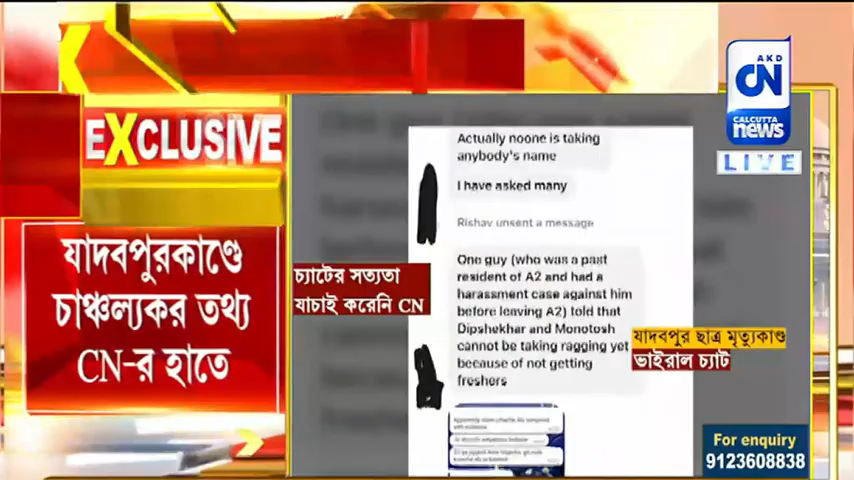 EXCLUSIVE
যাদবপুরকাণ্ডে
চাঞ্চল্যকর তথ্য
CN-র হাতে
চ্যাটের সত্যতা
যাচাই করেনি CN
Actually noone is taking
anybody's name
I have asked many
Rishav unsent a message
One guy (who was a past
resident of A2 and had a
harassment case against him
before leaving A2) told that
Dipshekhar and Monotosh
cannot be taking ragging yet
because of not getting
freshers
যাদবপুর ছাত্র মৃত্যুকাণ্ড
ভাইরাল চ্যাট
AKD
CN
CALCUTTA
news
LIVE
For enquiry
9123608838